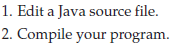 1. Edit a Java source file.
2. Compile your program.